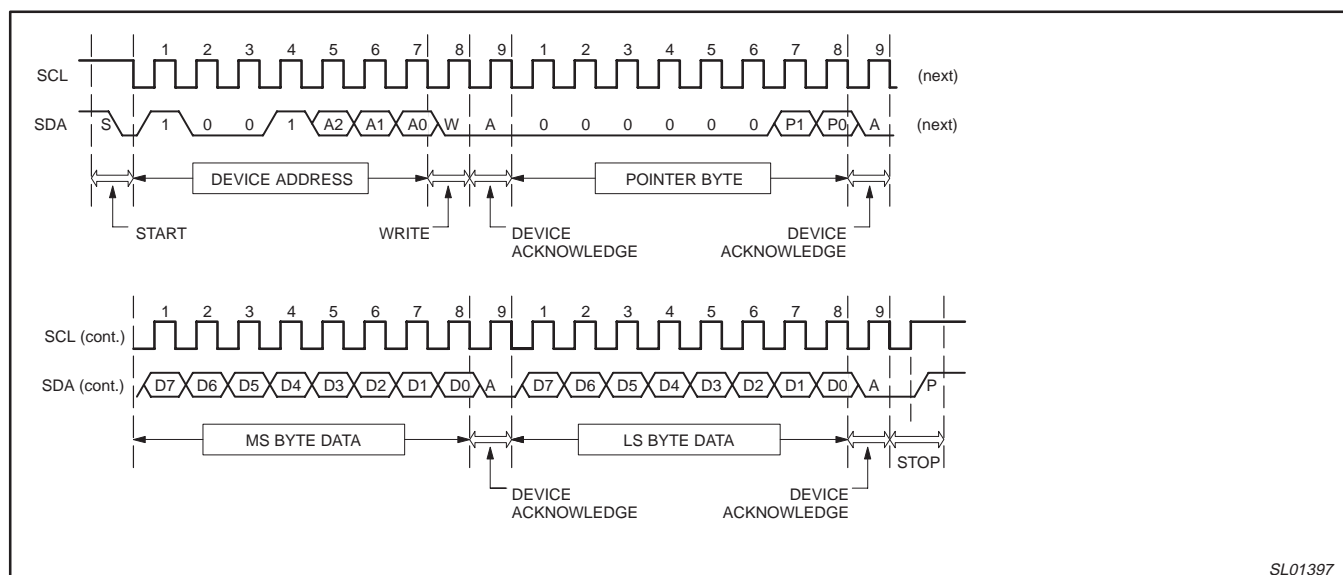 1 2 3 4 5 6 7 8 9 1 2 3 4 5 6 7 8 9
SCL (next)
SDA S 1 0 0 1 A2 A1 A0 W A 0 0 0 0 0 0 P1 P0 A (next)
DEVICE ADDRESS POINTER BYTE
START WRITE DEVICE ACKNOWLEDGE DEVICE ACKNOWLEDGE
1 2 3 4 5 6 7 8 9 1 2 3 4 5 6 7 8 9
SCL (cont.)
SDA (cont.) D7 D6 D5 D4 D3 D2 D1 D0 A D7 D6 D5 D4 D3 D2 D1 D0 A P
MS BYTE DATA LS BYTE DATA
STOP
DEVICE ACKNOWLEDGE DEVICE ACKNOWLEDGE
SL01397